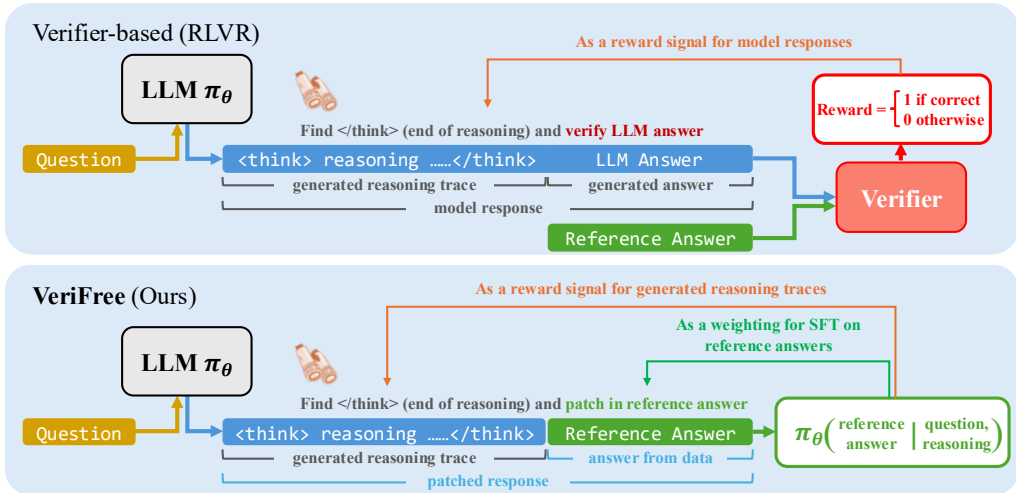 Verifier-based (RLVR)
LLM πθ
As a reward signal for model responses
Reward = { 1 if correct
0 otherwise
Find </think> (end of reasoning) and verify LLM answer
Question
<think> reasoning ……</think>
LLM Answer
generated reasoning trace
generated answer
model response
Verifier
Reference Answer
VeriFree (Ours)
LLM πθ
As a reward signal for generated reasoning traces
As a weighting for SFT on
reference answers
Find </think> (end of reasoning) and patch in reference answer
Question
<think> reasoning ……</think>
Reference Answer
πθ( reference answer | question, reasoning )
generated reasoning trace
answer from data
patched response